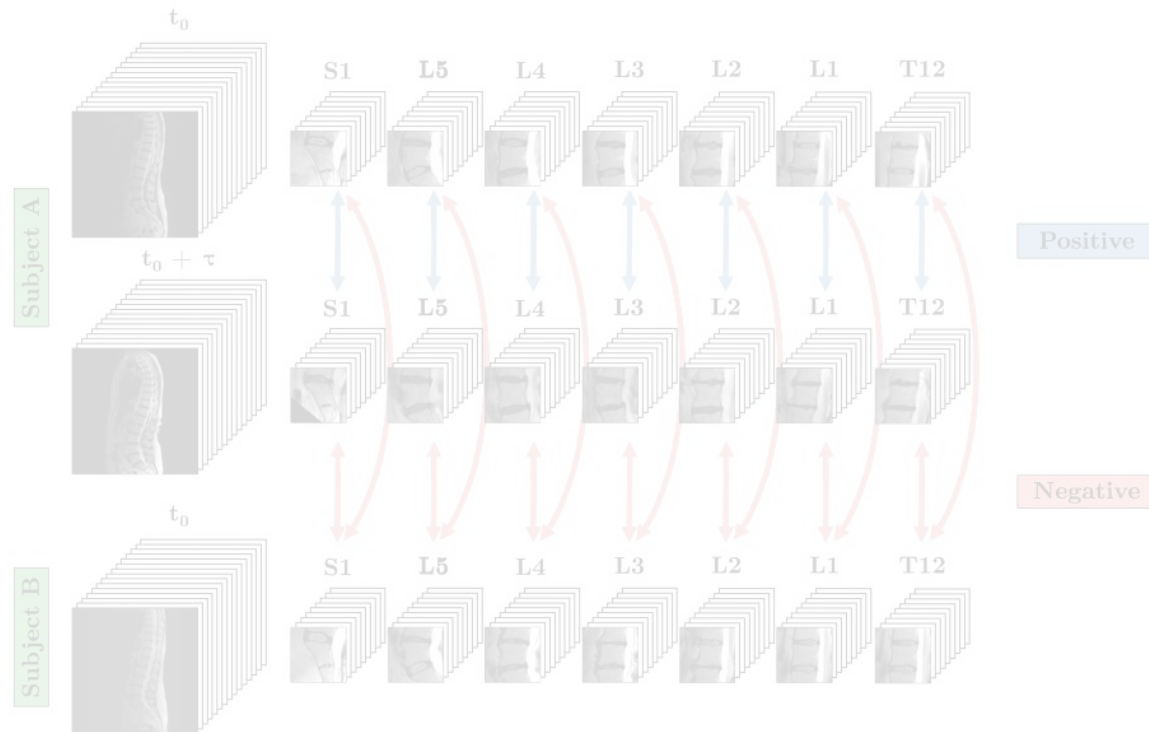 t₀
S1 L5 L4 L3 L2 L1 T12
Subject A
Positive
t₀ + τ
S1 L5 L4 L3 L2 L1 T12
Negative
t₀
S1 L5 L4 L3 L2 L1 T12
Subject B